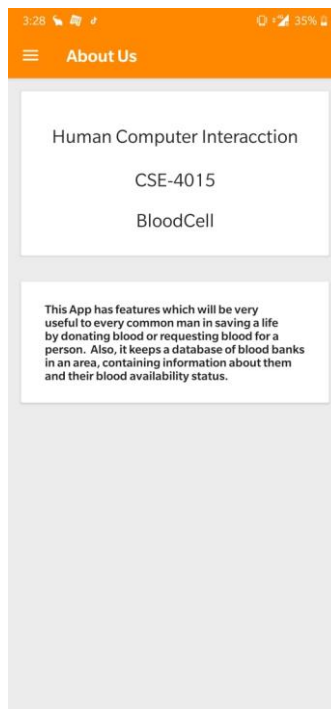 3:28 35%
About Us
Human Computer Interacction
CSE-4015
BloodCell
This App has features which will be very
useful to every common man in saving a life
by donating blood or requesting blood for a
person. Also, it keeps a database of blood banks
in an area, containing information about them
and their blood availability status.